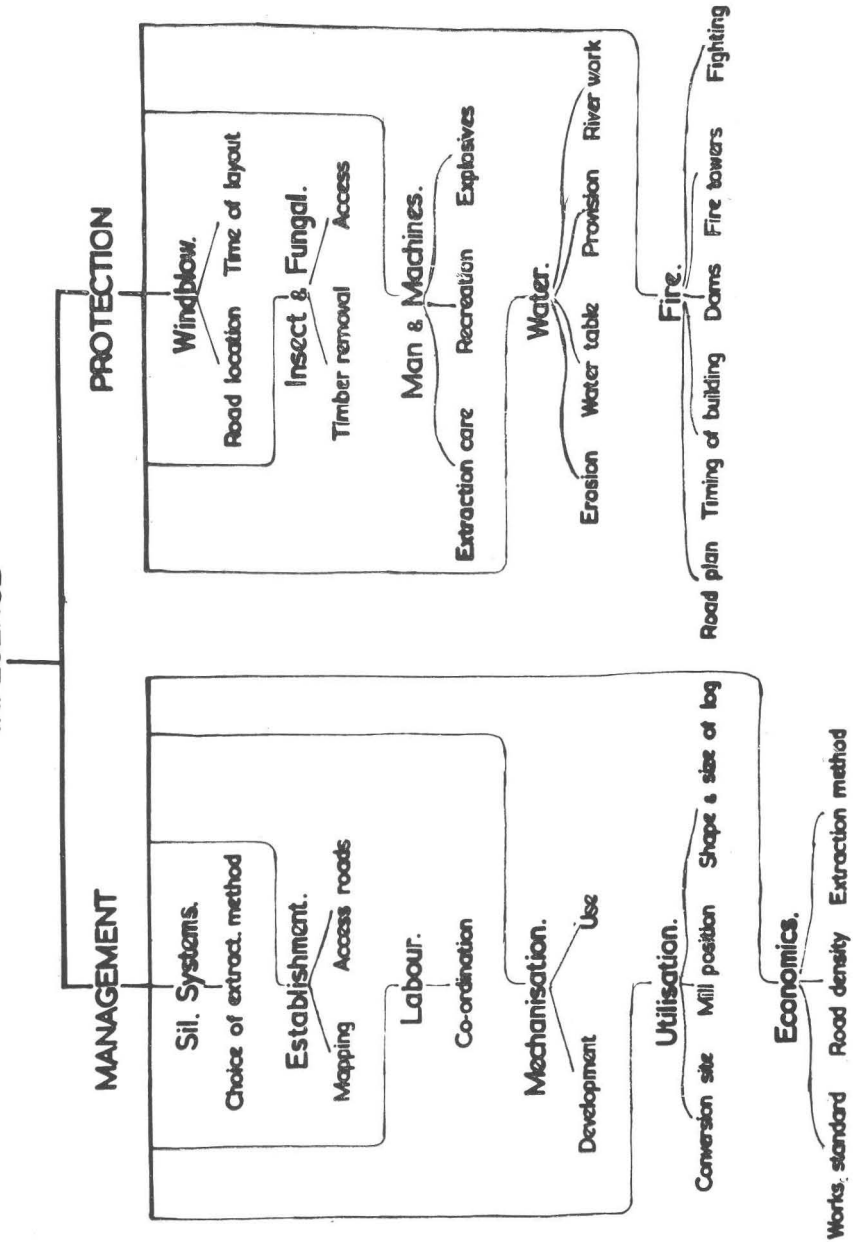 MANAGEMENT
Sil. Systems.
Choice of extract. method
Establishment.
Mapping Access roads
Labour.
Co-ordination
Mechanisation.
Development Use
Utilisation.
Conversion site Mill position Shape & size of log
Economics.
Works. standard Road density Extraction method
PROTECTION
Windblow.
Road location Time of layout
Insect & Fungal.
Timber removal Access
Man & Machines.
Extraction care Recreation Explosives
Water.
Erosion Water table Provision River work
Fire.
Road plan Timing of building Dams Fire towers Fighting